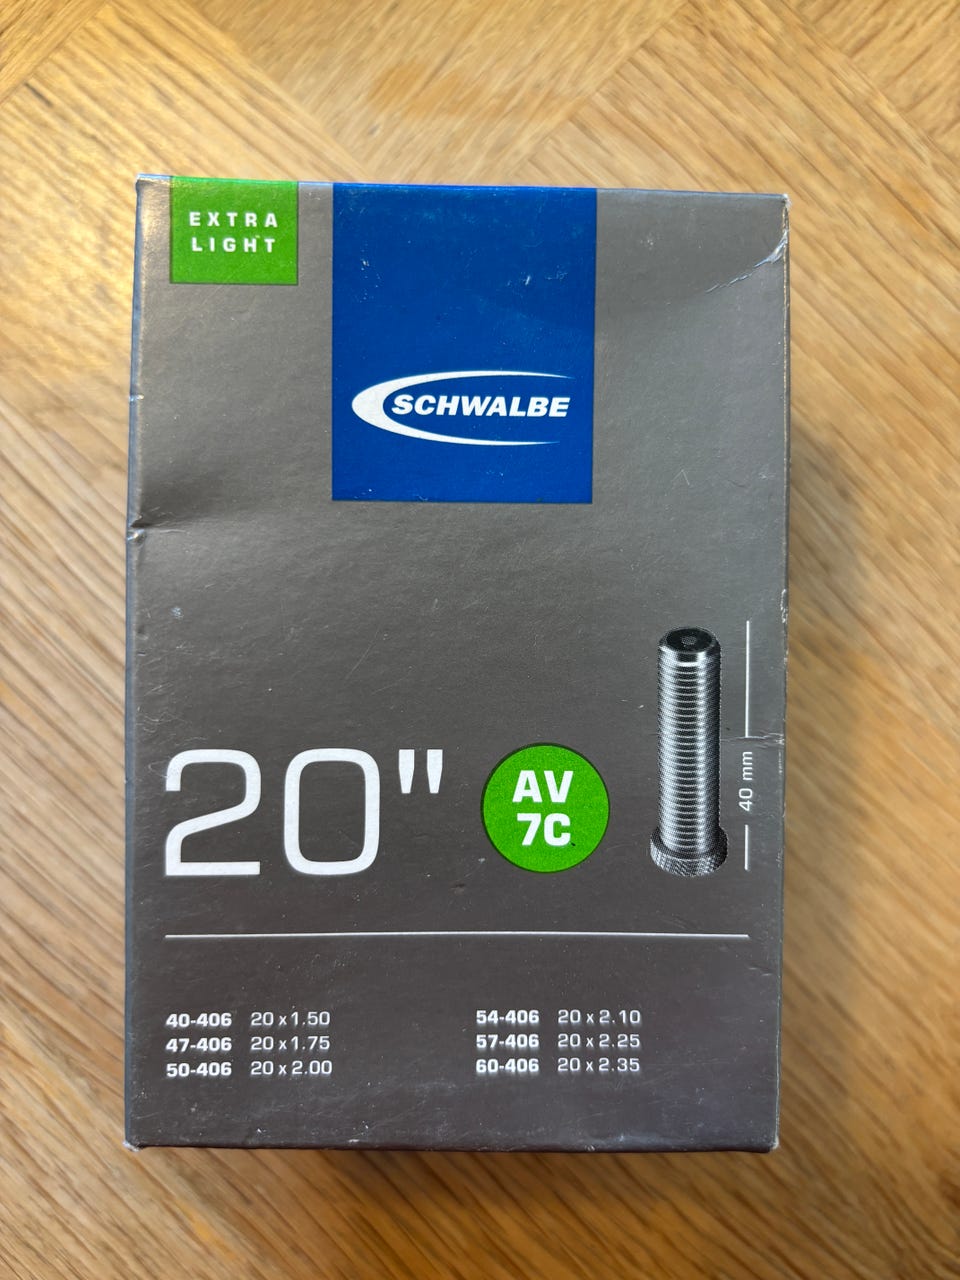 EXTRA
LIGHT
SCHWALBE
20"
AV
7C
40 mm
40-406 20 x 1.50
47-406 20 x 1.75
50-406 20 x 2.00
54-406 20 x 2.10
57-406 20 x 2.25
60-406 20 x 2.35